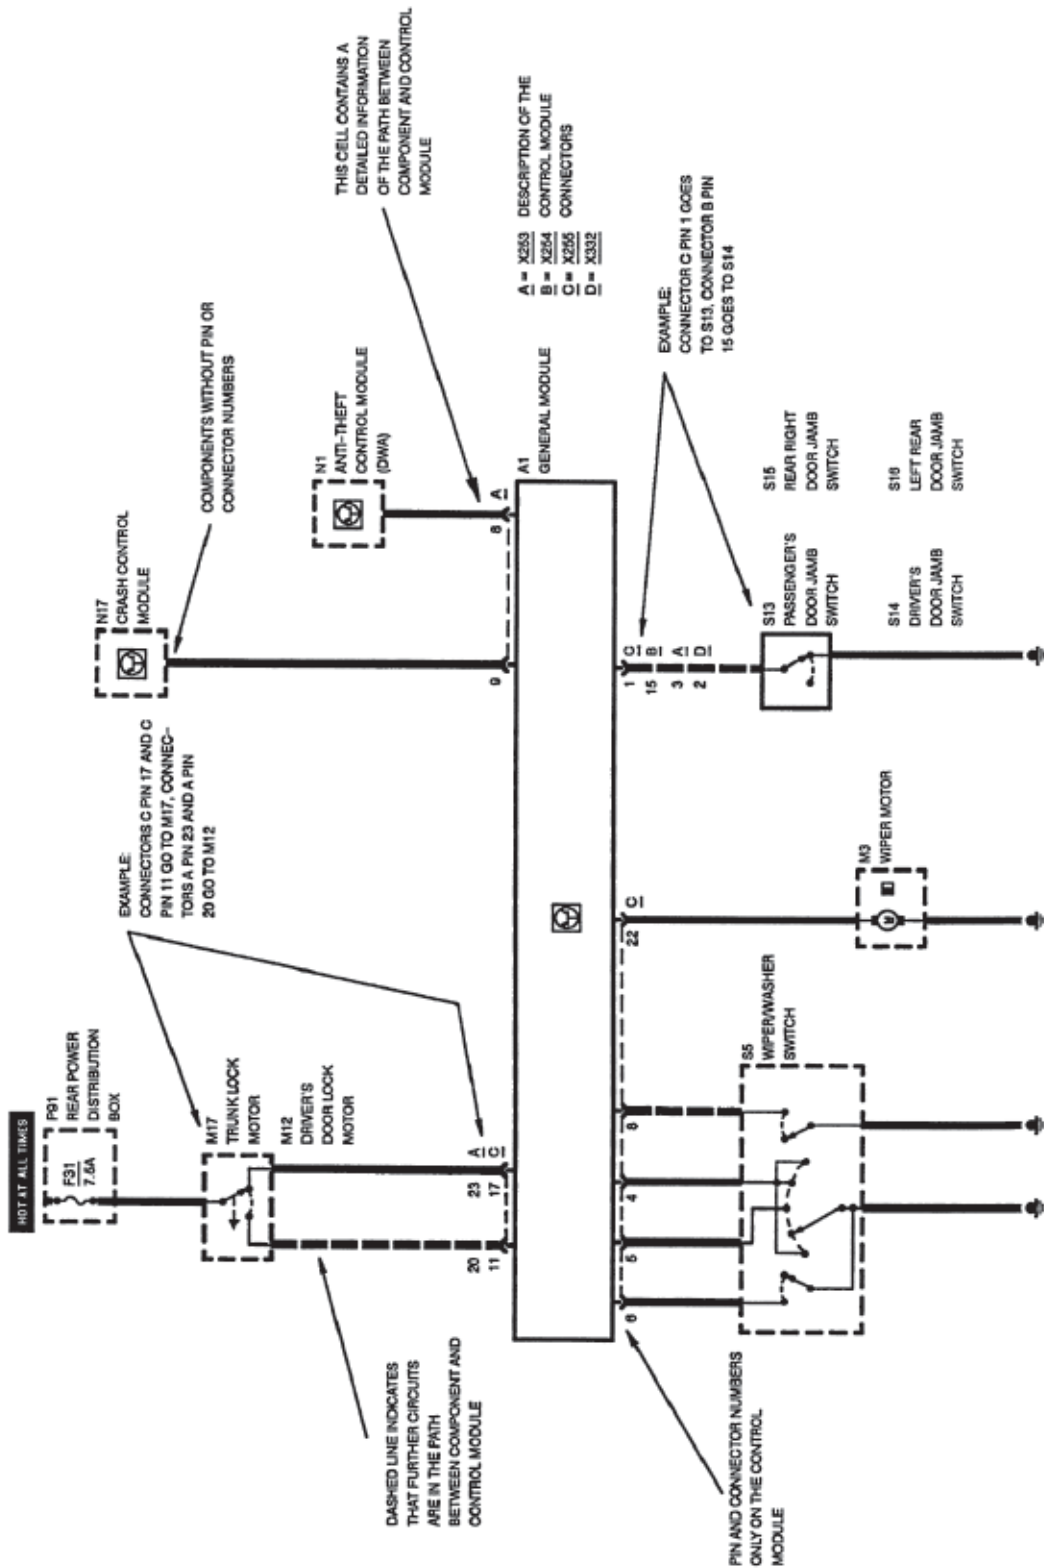 HOT AT ALL TIMES
P91
REAR POWER
DISTRIBUTION
BOX
F31
7.5A
EXAMPLE:
CONNECTORS C PIN 17 AND C
PIN 11 GO TO M17, CONNEC-
TORS A PIN 23 AND A PIN
20 GO TO M12
N17
CRASH CONTROL
MODULE
COMPONENTS WITHOUT PIN OR
CONNECTOR NUMBERS
THIS CELL CONTAINS A
DETAILED INFORMATION
OF THE PATH BETWEEN
COMPONENT AND CONTROL
MODULE
M17
TRUNK LOCK
MOTOR
M12
DRIVER'S
DOOR LOCK
MOTOR
N1
ANTI-THEFT
CONTROL MODULE
(DWA)
DASHED LINE INDICATES
THAT FURTHER CIRCUITS
ARE IN THE PATH
BETWEEN COMPONENT AND
CONTROL MODULE
20 23 A
11 17 C
9 8 A
A1
GENERAL MODULE
A = X253 DESCRIPTION OF THE
B = X254 CONTROL MODULE
C = X255 CONNECTORS
D = X332
6 5 4 8 22 C
1 C
15 B
3 A
2 D
EXAMPLE:
CONNECTOR C PIN 1 GOES
TO S13, CONNECTOR B PIN
15 GOES TO S14
PIN AND CONNECTOR NUMBERS
ONLY ON THE CONTROL
MODULE
S5
WIPER/WASHER
SWITCH
M3
WIPER MOTOR
S13
PASSENGER'S
DOOR JAMB
SWITCH
S15
REAR RIGHT
DOOR JAMB
SWITCH
S14
DRIVER'S
DOOR JAMB
SWITCH
S16
LEFT REAR
DOOR JAMB
SWITCH